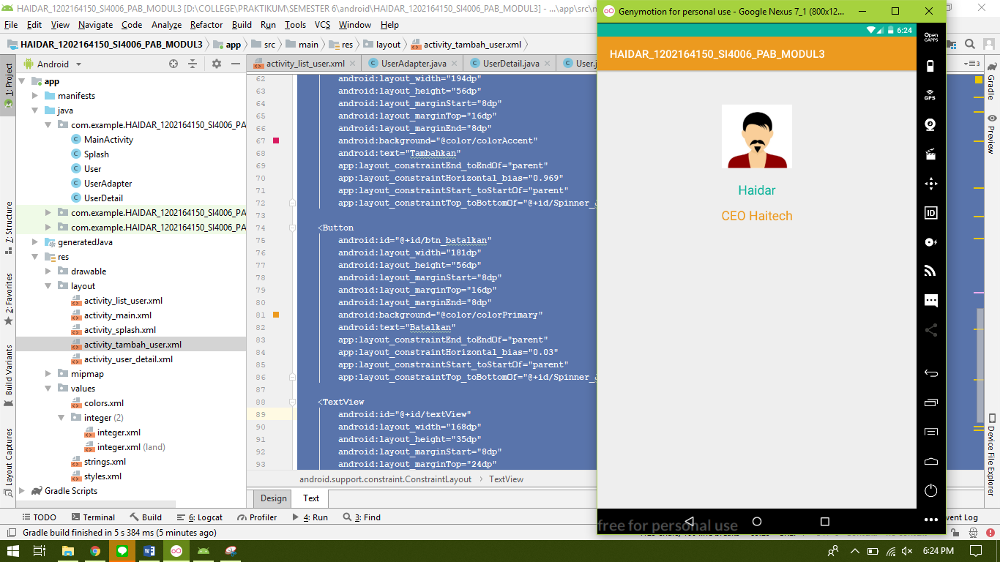 HAIDAR_1202164150_SI4006_PAB_MODUL3 [D:\COLLEGE\PRAKTIKUM\SEMESTER 6\android\HAIDAR_1202164150_SI4006_PAB_MODUL3] - ...\app\src\
File Edit View Navigate Code Analyze Refactor Build Run Tools VCS Window Help
HAIDAR_1202164150_SI4006_PAB_MODUL3 app src main res layout activity_tambah_user.xml
Android
activity_list_user.xml UserAdapter.java UserDetail.java User.
1: Project
Z: Structure
2: Favorites
Build Variants
Layout Captures
app
manifests
java
com.example.HAIDAR_1202164150_SI4006_PA
MainActivity
Splash
User
UserAdapter
UserDetail
com.example.HAIDAR_1202164150_SI4006_PA
com.example.HAIDAR_1202164150_SI4006_PA
generatedJava
res
drawable
layout
activity_list_user.xml
activity_main.xml
activity_splash.xml
activity_tambah_user.xml
activity_user_detail.xml
mipmap
values
colors.xml
integer (2)
integer.xml
integer.xml (land)
strings.xml
styles.xml
Gradle Scripts
62 android:layout_width="194dp"
63 android:layout_height="56dp"
64 android:layout_marginStart="8dp"
65 android:layout_marginTop="16dp"
66 android:layout_marginEnd="8dp"
67 android:background="@color/colorAccent"
68 android:text="Tambahkan"
69 app:layout_constraintEnd_toEndOf="parent"
70 app:layout_constraintHorizontal_bias="0.969"
71 app:layout_constraintStart_toStartOf="parent"
72 app:layout_constraintTop_toBottomOf="@+id/Spinner_
73
74 <Button
75 android:id="@+id/btn_batalkan"
76 android:layout_width="181dp"
77 android:layout_height="56dp"
78 android:layout_marginStart="8dp"
79 android:layout_marginTop="16dp"
80 android:layout_marginEnd="8dp"
81 android:background="@color/colorPrimary"
82 android:text="Batalkan"
83 app:layout_constraintEnd_toEndOf="parent"
84 app:layout_constraintHorizontal_bias="0.03"
85 app:layout_constraintStart_toStartOf="parent"
86 app:layout_constraintTop_toBottomOf="@+id/Spinner_
87
88 <TextView
89 android:id="@+id/textView"
90 android:layout_width="168dp"
91 android:layout_height="35dp"
92 android:layout_marginStart="8dp"
93 android:layout_marginTop="24dp"
android.support.constraint.ConstraintLayout TextView
Design Text
Genymotion for personal use - Google Nexus 7_1 (800x12...
6:24
HAIDAR_1202164150_SI4006_PAB_MODUL3
Haidar
CEO Haitech
free for personal use
Open GAPPS
GPS
ID
3
Gradle
Preview
Device File Explorer
TODO Terminal Build 6: Logcat Profiler 4: Run 3: Find
vent Log
Gradle build finished in 5 s 384 ms (5 minutes ago)
6:24 PM